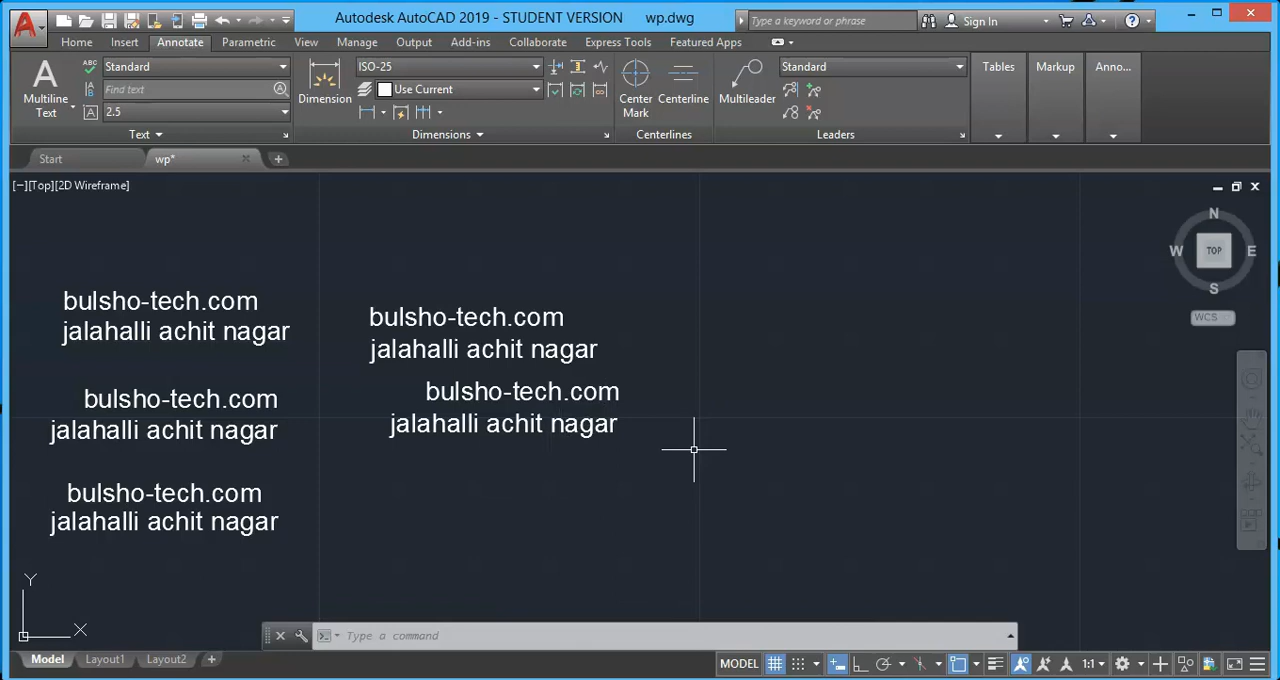 Autodesk AutoCAD 2019 - STUDENT VERSION wp.dwg
Type a keyword or phrase
Sign In
Home Insert Annotate Parametric View Manage Output Add-ins Collaborate Express Tools Featured Apps
Multiline Text
ABC
Standard
Find text
2.5
Text
Dimension
ISO-25
Use Current
Dimensions
Center Mark
Centerline
Centerlines
Multileader
Standard
Leaders
Tables
Markup
Anno...
Start
wp*
[−][Top][2D Wireframe]
N
W
TOP
E
S
WCS
bulsho-tech.com
jalahalli achit nagar
bulsho-tech.com
jalahalli achit nagar
bulsho-tech.com
jalahalli achit nagar
bulsho-tech.com
jalahalli achit nagar
bulsho-tech.com
jalahalli achit nagar
Y
X
Type a command
Model Layout1 Layout2
MODEL
1:1